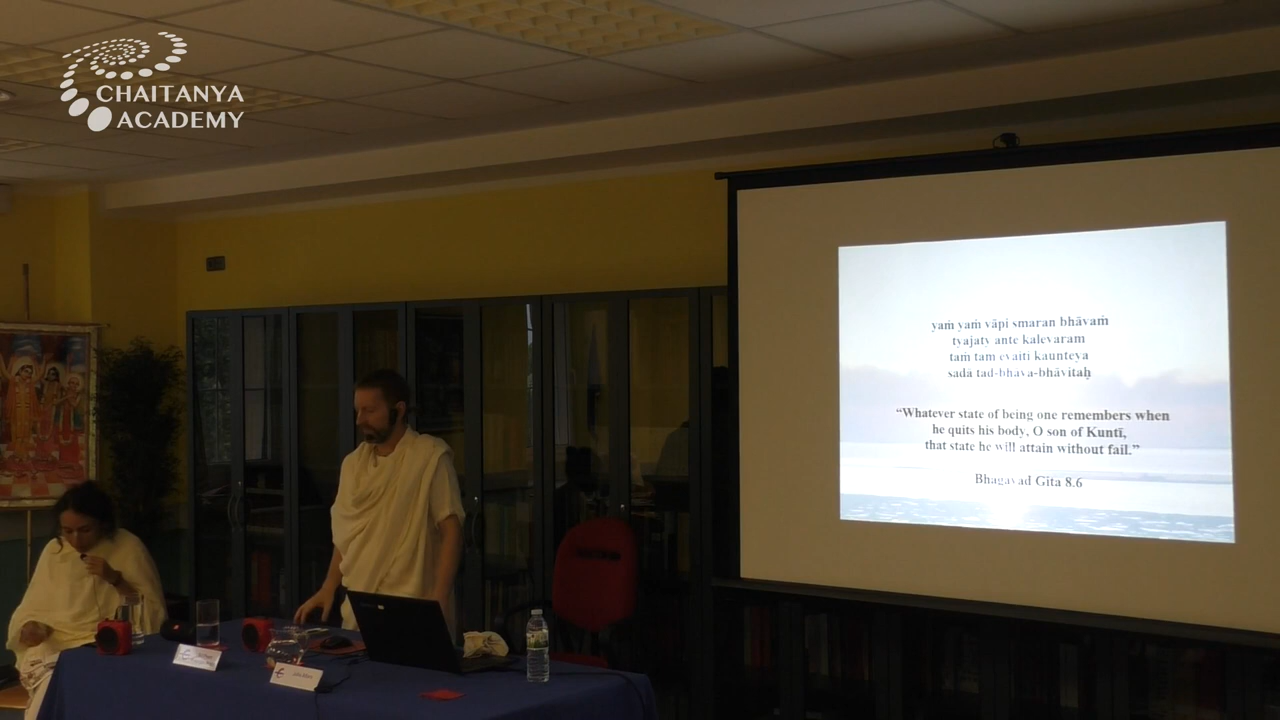 CHAITANYA
ACADEMY
yaṁ yaṁ vāpi smaran bhāvaṁ
tyajaty ante kalevaram
taṁ tam evaiti kaunteya
sadā tad-bhāva-bhāvitaḥ
“Whatever state of being one remembers when
he quits his body, O son of Kuntī,
that state he will attain without fail.”
Bhagavad Gita 8.6